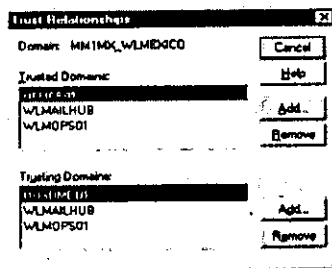 Trust Relationships
Domain: MM1MX_WLMEXICO
Cancel
Help
Trusted Domains:
WLMAILHUB
WLMOPS01
Add...
Remove
Trusting Domains:
WLMAILHUB
WLMOPS01
Add...
Remove